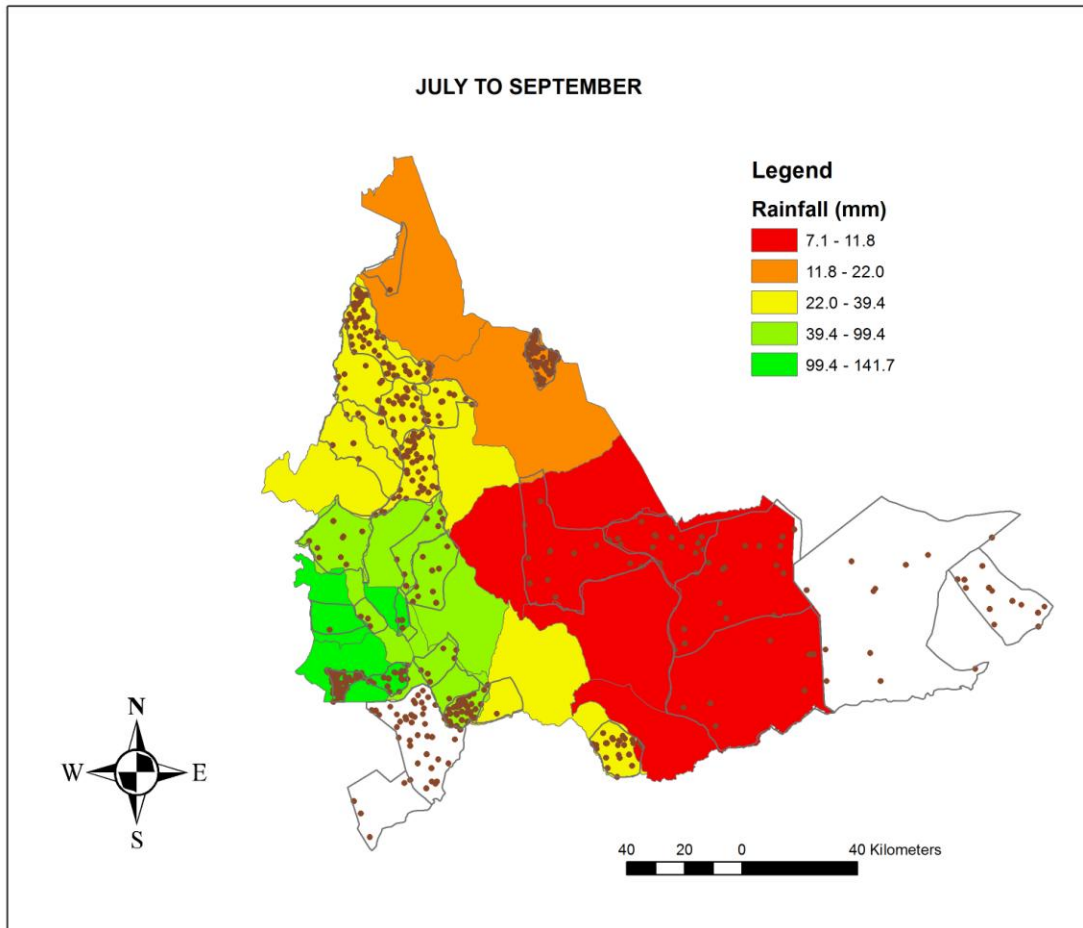 JULY TO SEPTEMBER
Legend
Rainfall (mm)
7.1 - 11.8
11.8 - 22.0
22.0 - 39.4
39.4 - 99.4
99.4 - 141.7
N
W E
S
40 20 0 40 Kilometers